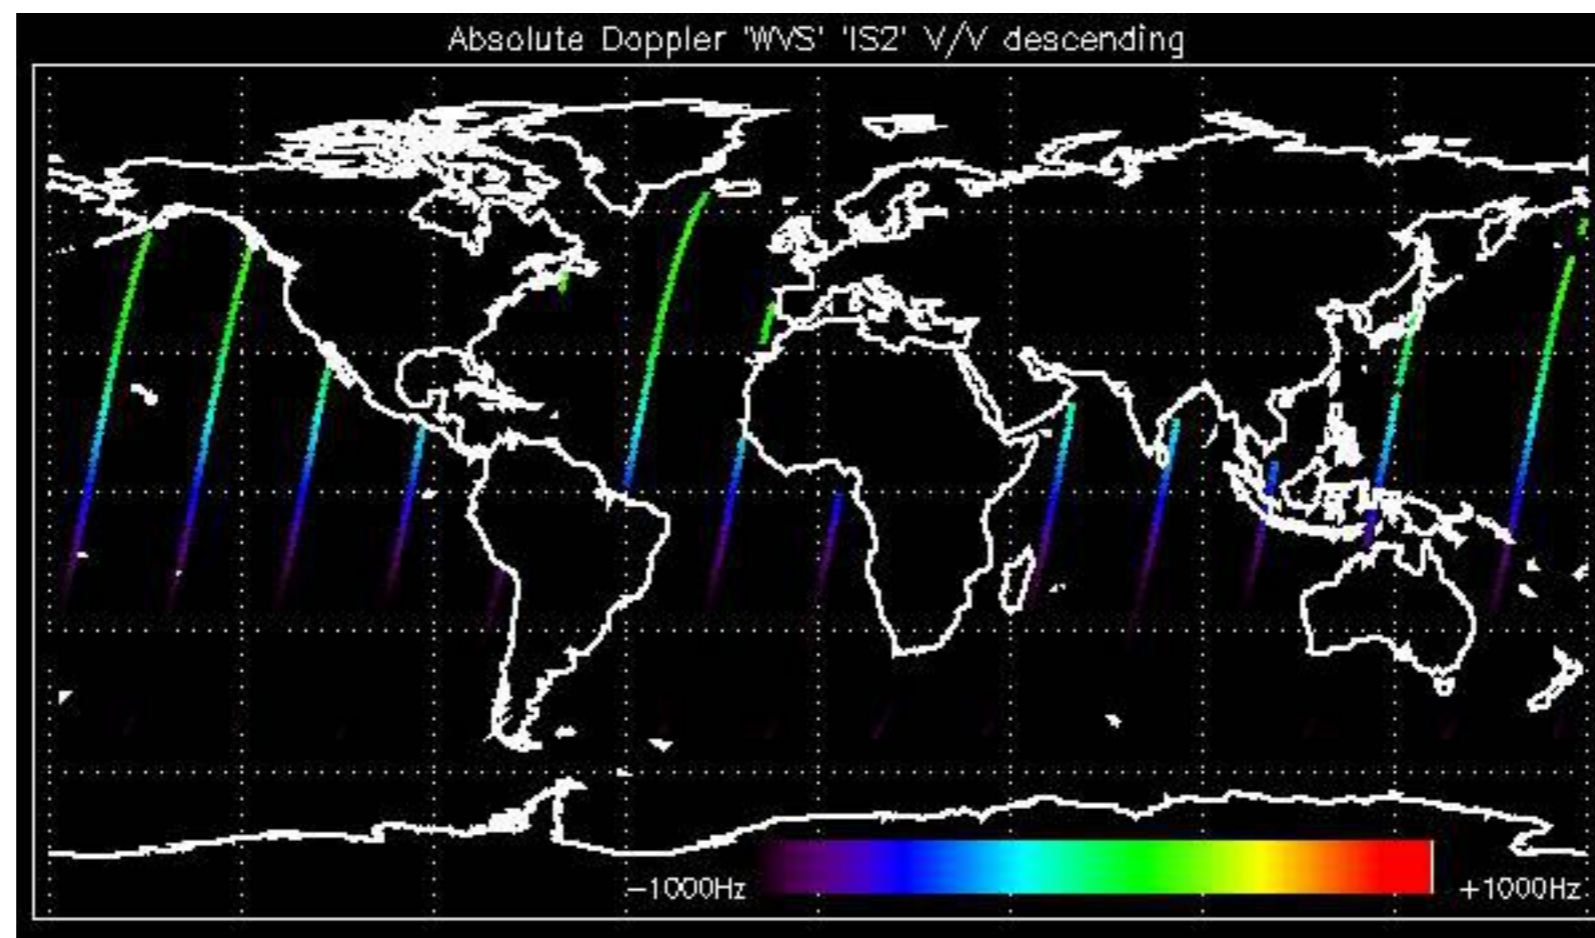 Absolute Doppler 'WVS' 'IS2' V/V descending
−1000Hz
+1000Hz